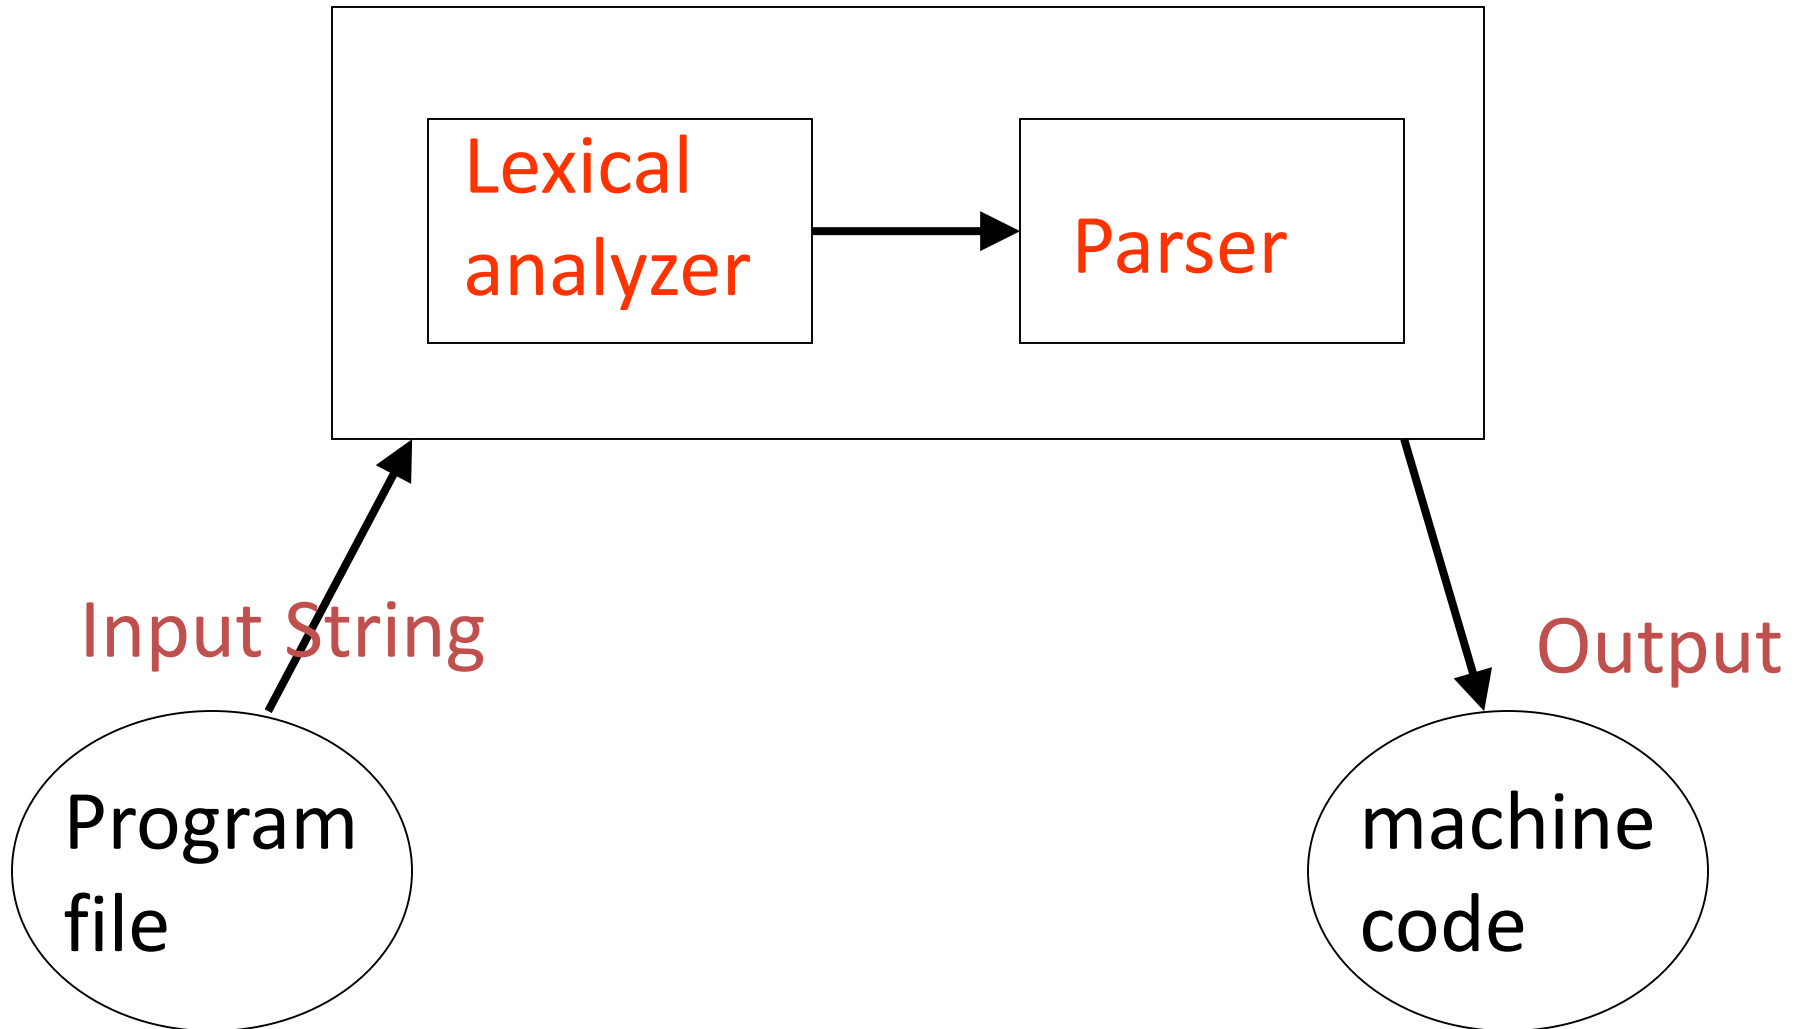 Lexical
analyzer
Parser
Input String
Output
Program
file
machine
code